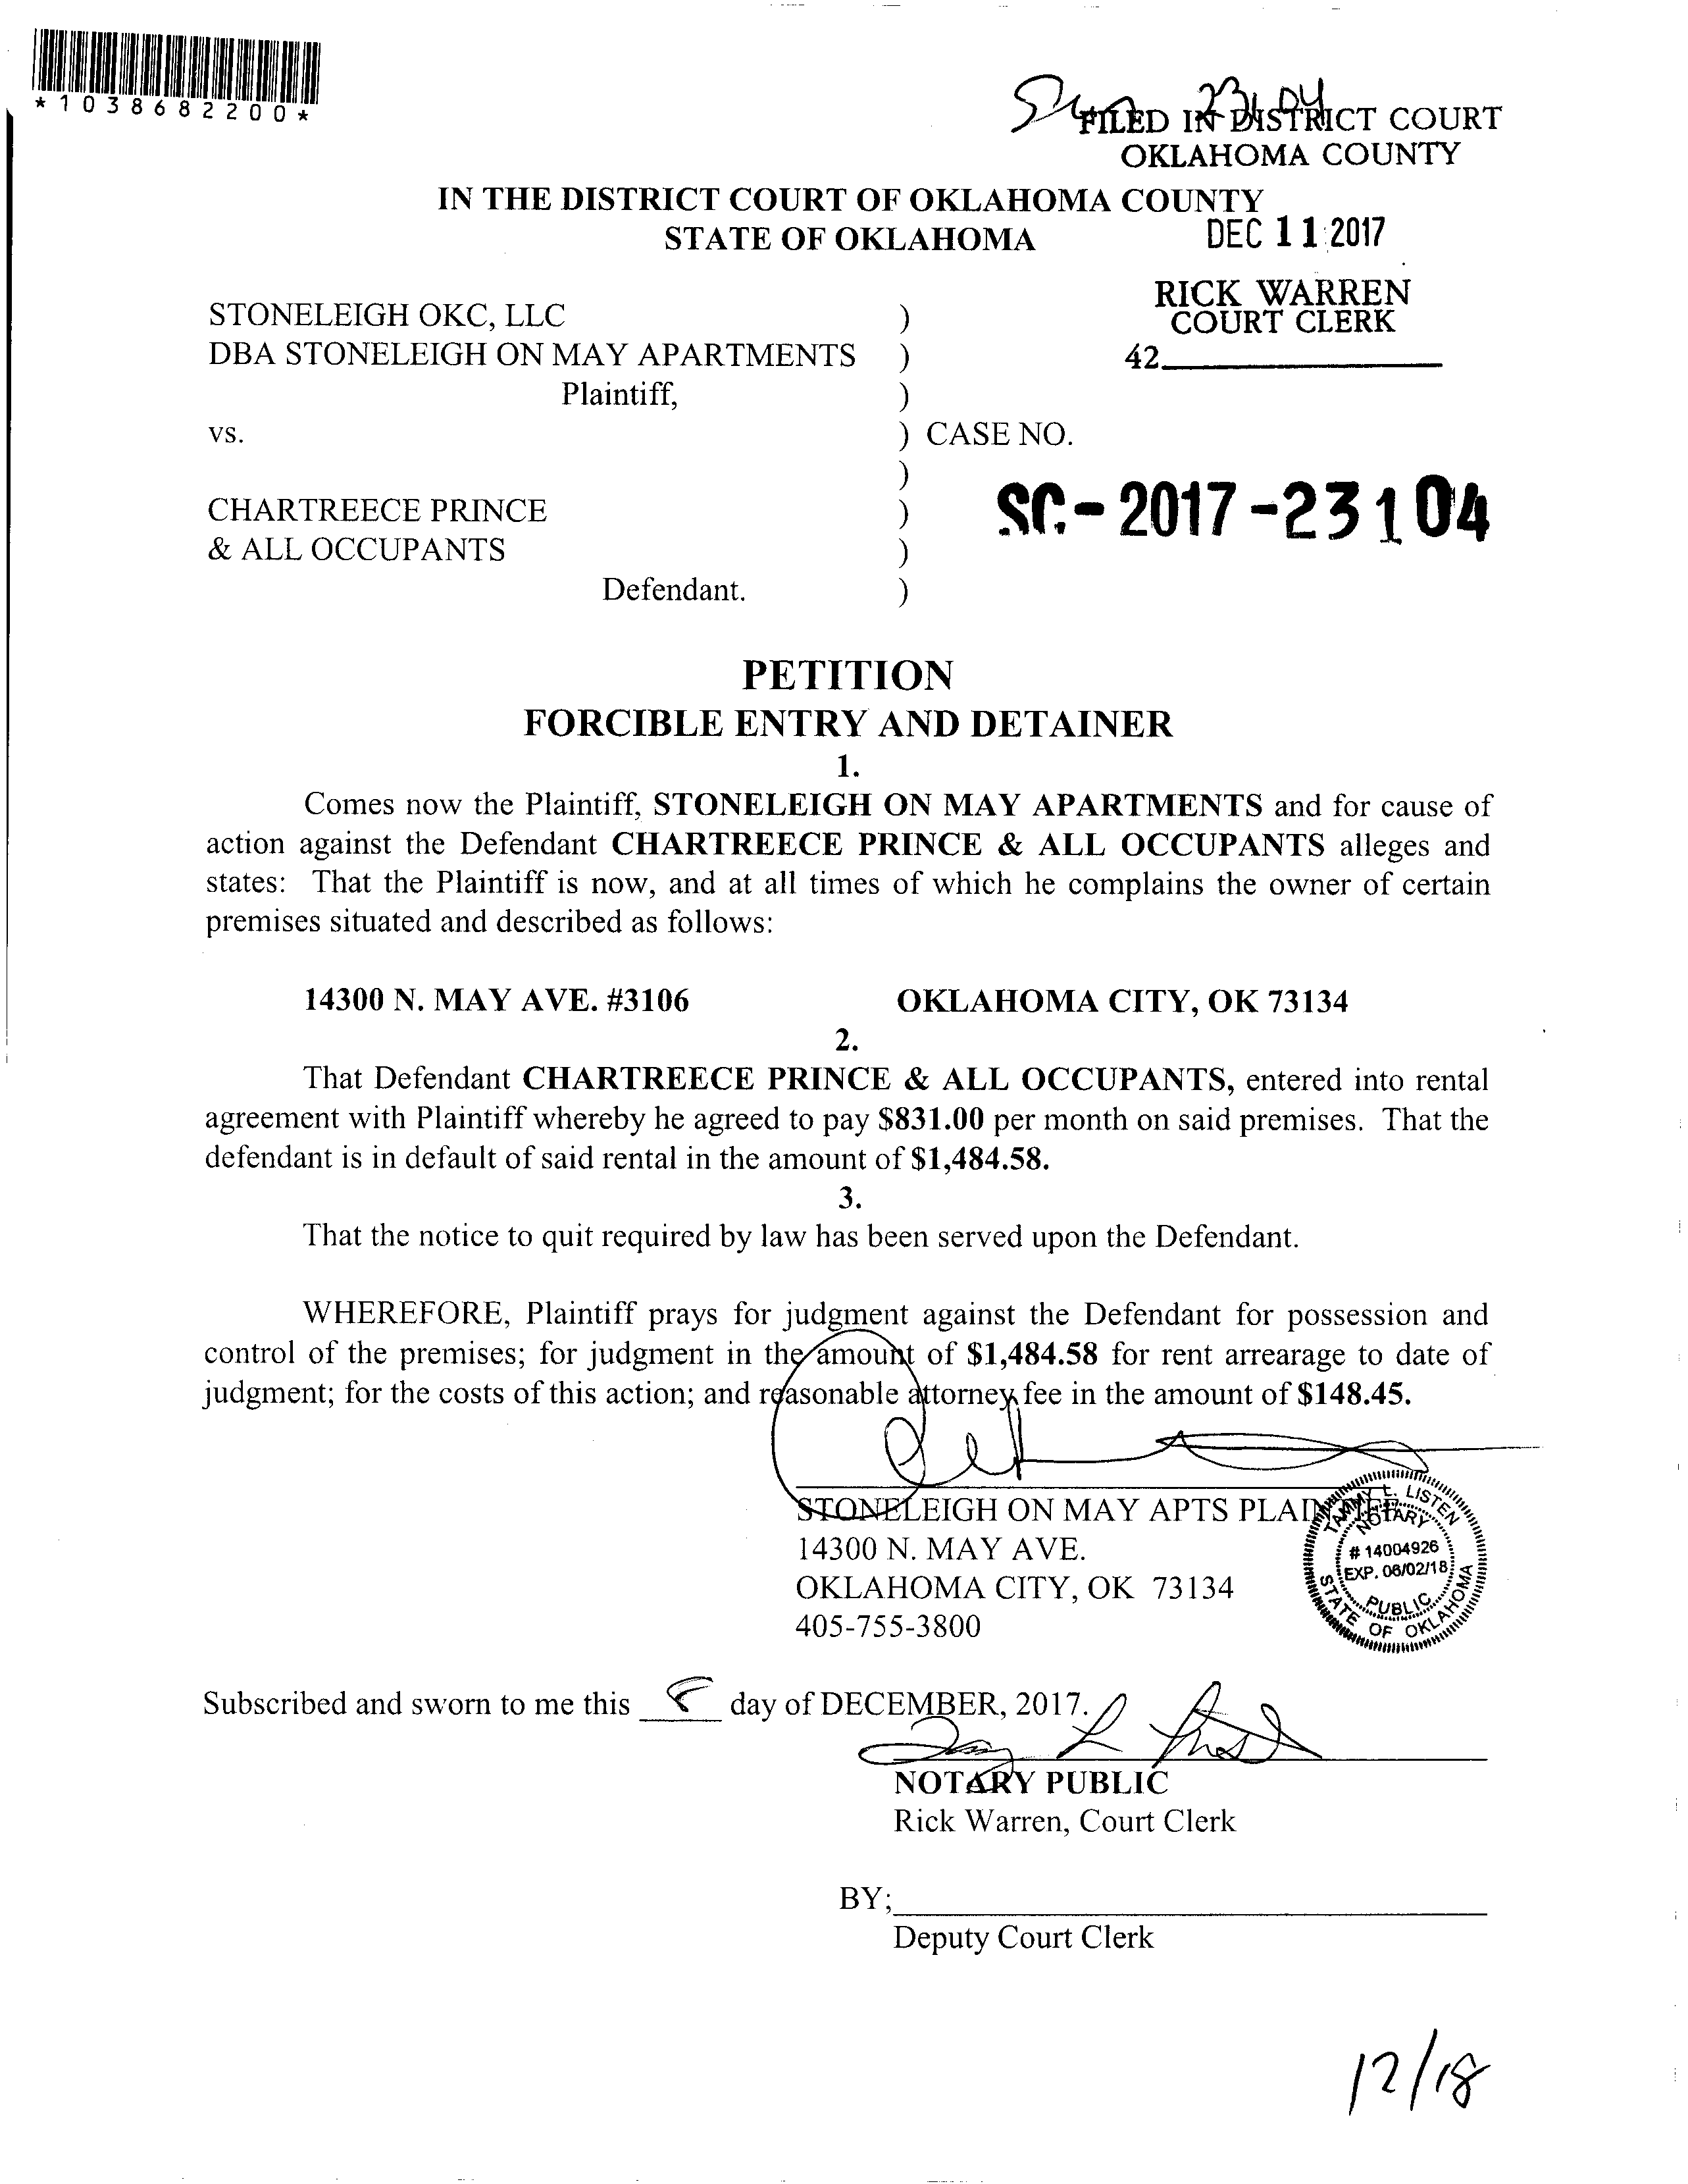 *1038682200*
23104
FILED IN DISTRICT COURT
OKLAHOMA COUNTY
IN THE DISTRICT COURT OF OKLAHOMA COUNTY
STATE OF OKLAHOMA
DEC 11 2017
RICK WARREN
COURT CLERK
42
STONELEIGH OKC, LLC )
DBA STONELEIGH ON MAY APARTMENTS )
Plaintiff, )
vs. ) CASE NO.
)
CHARTREECE PRINCE ) SC-2017-23104
& ALL OCCUPANTS )
Defendant. )
PETITION
FORCIBLE ENTRY AND DETAINER
1.
Comes now the Plaintiff, STONELEIGH ON MAY APARTMENTS and for cause of
action against the Defendant CHARTREECE PRINCE & ALL OCCUPANTS alleges and
states: That the Plaintiff is now, and at all times of which he complains the owner of certain
premises situated and described as follows:
14300 N. MAY AVE. #3106 OKLAHOMA CITY, OK 73134
2.
That Defendant CHARTREECE PRINCE & ALL OCCUPANTS, entered into rental
agreement with Plaintiff whereby he agreed to pay $831.00 per month on said premises. That the
defendant is in default of said rental in the amount of $1,484.58.
3.
That the notice to quit required by law has been served upon the Defendant.
WHEREFORE, Plaintiff prays for judgment against the Defendant for possession and
control of the premises; for judgment in the amount of $1,484.58 for rent arrearage to date of
judgment; for the costs of this action; and reasonable attorney fee in the amount of $148.45.
STONELEIGH ON MAY APTS PLAINTIFF
14300 N. MAY AVE.
OKLAHOMA CITY, OK 73134
405-755-3800
TAMMY L. LISTEN
NOTARY
# 14004926
EXP. 06/02/18
PUBLIC
STATE OF OKLAHOMA
Subscribed and sworn to me this 8 day of DECEMBER, 2017.
NOTARY PUBLIC
Rick Warren, Court Clerk
BY;
Deputy Court Clerk
12/18